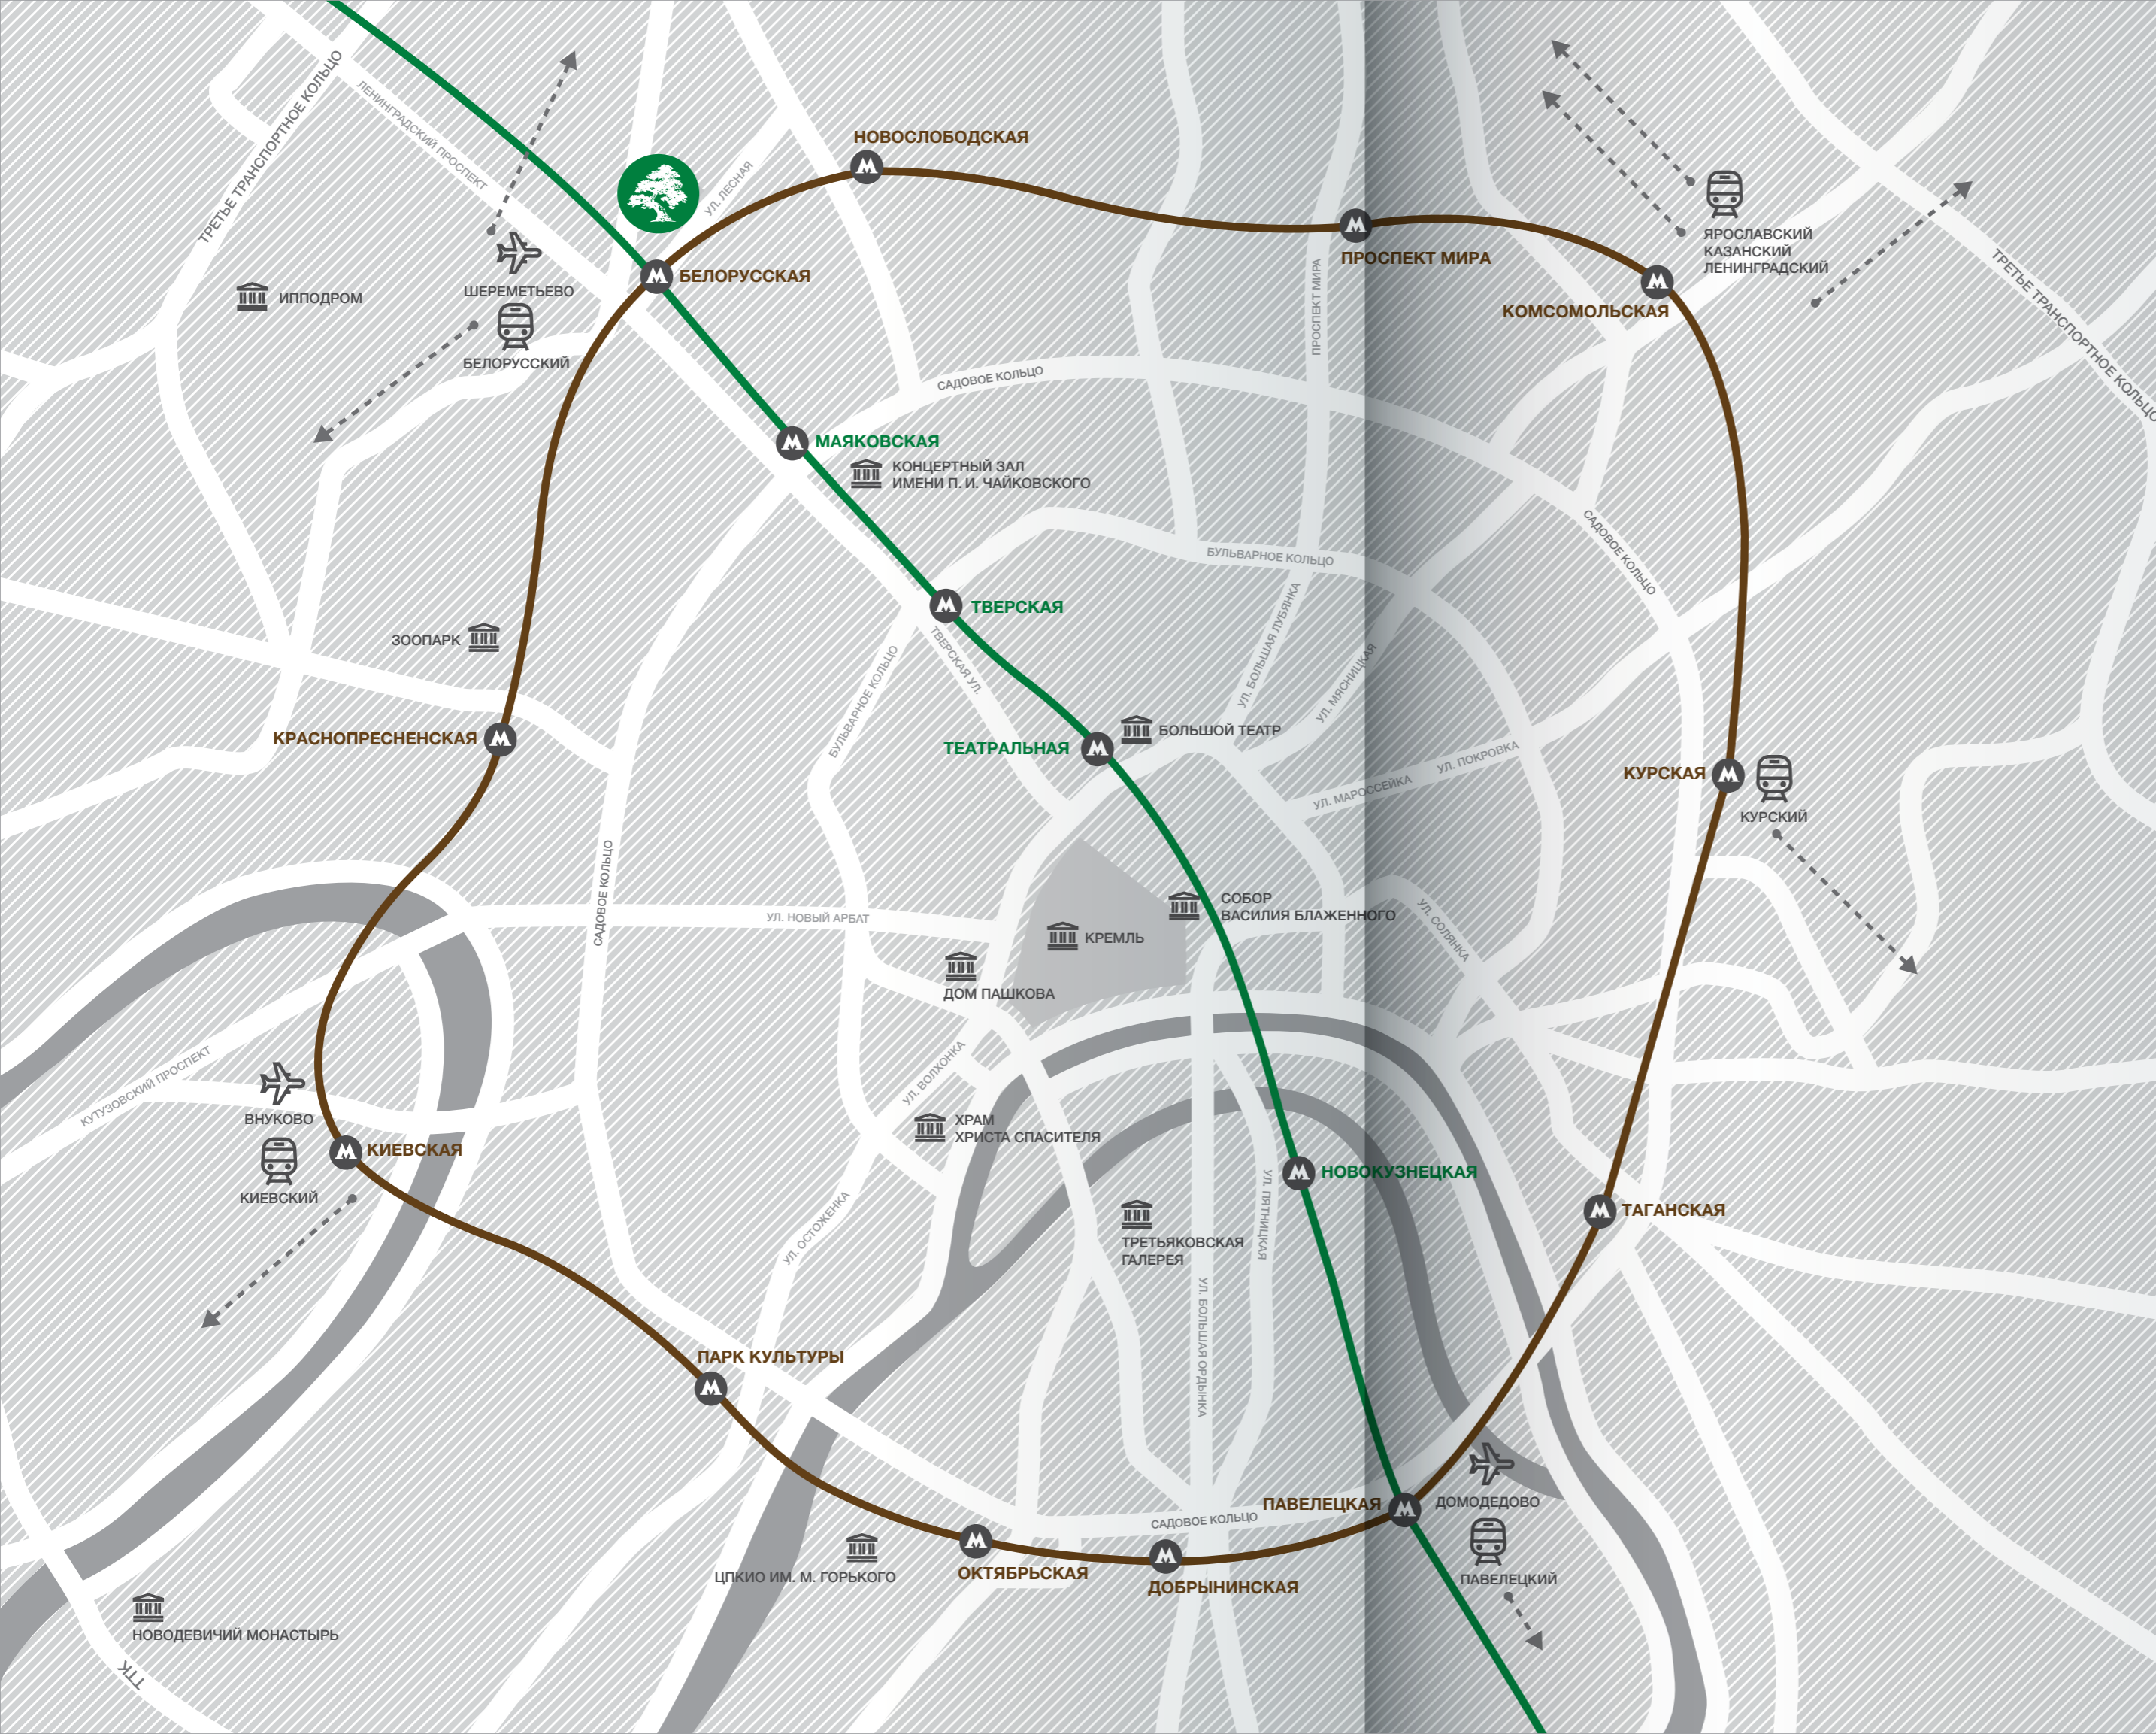 ТРЕТЬЕ ТРАНСПОРТНОЕ КОЛЬЦО
ЛЕНИНГРАДСКИЙ ПРОСПЕКТ
УЛ. ЛЕСНАЯ
НОВОСЛОБОДСКАЯ
ПРОСПЕКТ МИРА
ПРОСПЕКТ МИРА
ЯРОСЛАВСКИЙ
КАЗАНСКИЙ
ЛЕНИНГРАДСКИЙ
ТРЕТЬЕ ТРАНСПОРТНОЕ КОЛЬЦО
КОМСОМОЛЬСКАЯ
БЕЛОРУССКАЯ
ШЕРЕМЕТЬЕВО
ИППОДРОМ
БЕЛОРУССКИЙ
САДОВОЕ КОЛЬЦО
МАЯКОВСКАЯ
КОНЦЕРТНЫЙ ЗАЛ
ИМЕНИ П. И. ЧАЙКОВСКОГО
САДОВОЕ КОЛЬЦО
БУЛЬВАРНОЕ КОЛЬЦО
ТВЕРСКАЯ
ТВЕРСКАЯ УЛ.
УЛ. БОЛЬШАЯ ЛУБЯНКА
УЛ. МЯСНИЦКАЯ
ЗООПАРК
БУЛЬВАРНОЕ КОЛЬЦО
КРАСНОПРЕСНЕНСКАЯ
ТЕАТРАЛЬНАЯ
БОЛЬШОЙ ТЕАТР
УЛ. ПОКРОВКА
УЛ. МАРОССЕЙКА
КУРСКАЯ
КУРСКИЙ
САДОВОЕ КОЛЬЦО
УЛ. НОВЫЙ АРБАТ
СОБОР
ВАСИЛИЯ БЛАЖЕННОГО
УЛ. СОЛЯНКА
КРЕМЛЬ
ДОМ ПАШКОВА
КУТУЗОВСКИЙ ПРОСПЕКТ
ВНУКОВО
УЛ. ВОЛХОНКА
ХРАМ
ХРИСТА СПАСИТЕЛЯ
КИЕВСКАЯ
КИЕВСКИЙ
НОВОКУЗНЕЦКАЯ
УЛ. ПЯТНИЦКАЯ
ТАГАНСКАЯ
УЛ. ОСТОЖЕНКА
ТРЕТЬЯКОВСКАЯ
ГАЛЕРЕЯ
УЛ. БОЛЬШАЯ ОРДЫНКА
ПАРК КУЛЬТУРЫ
ПАВЕЛЕЦКАЯ
ДОМОДЕДОВО
САДОВОЕ КОЛЬЦО
ОКТЯБРЬСКАЯ
ДОБРЫНИНСКАЯ
ЦПКИО ИМ. М. ГОРЬКОГО
ПАВЕЛЕЦКИЙ
НОВОДЕВИЧИЙ МОНАСТЫРЬ
ТТК